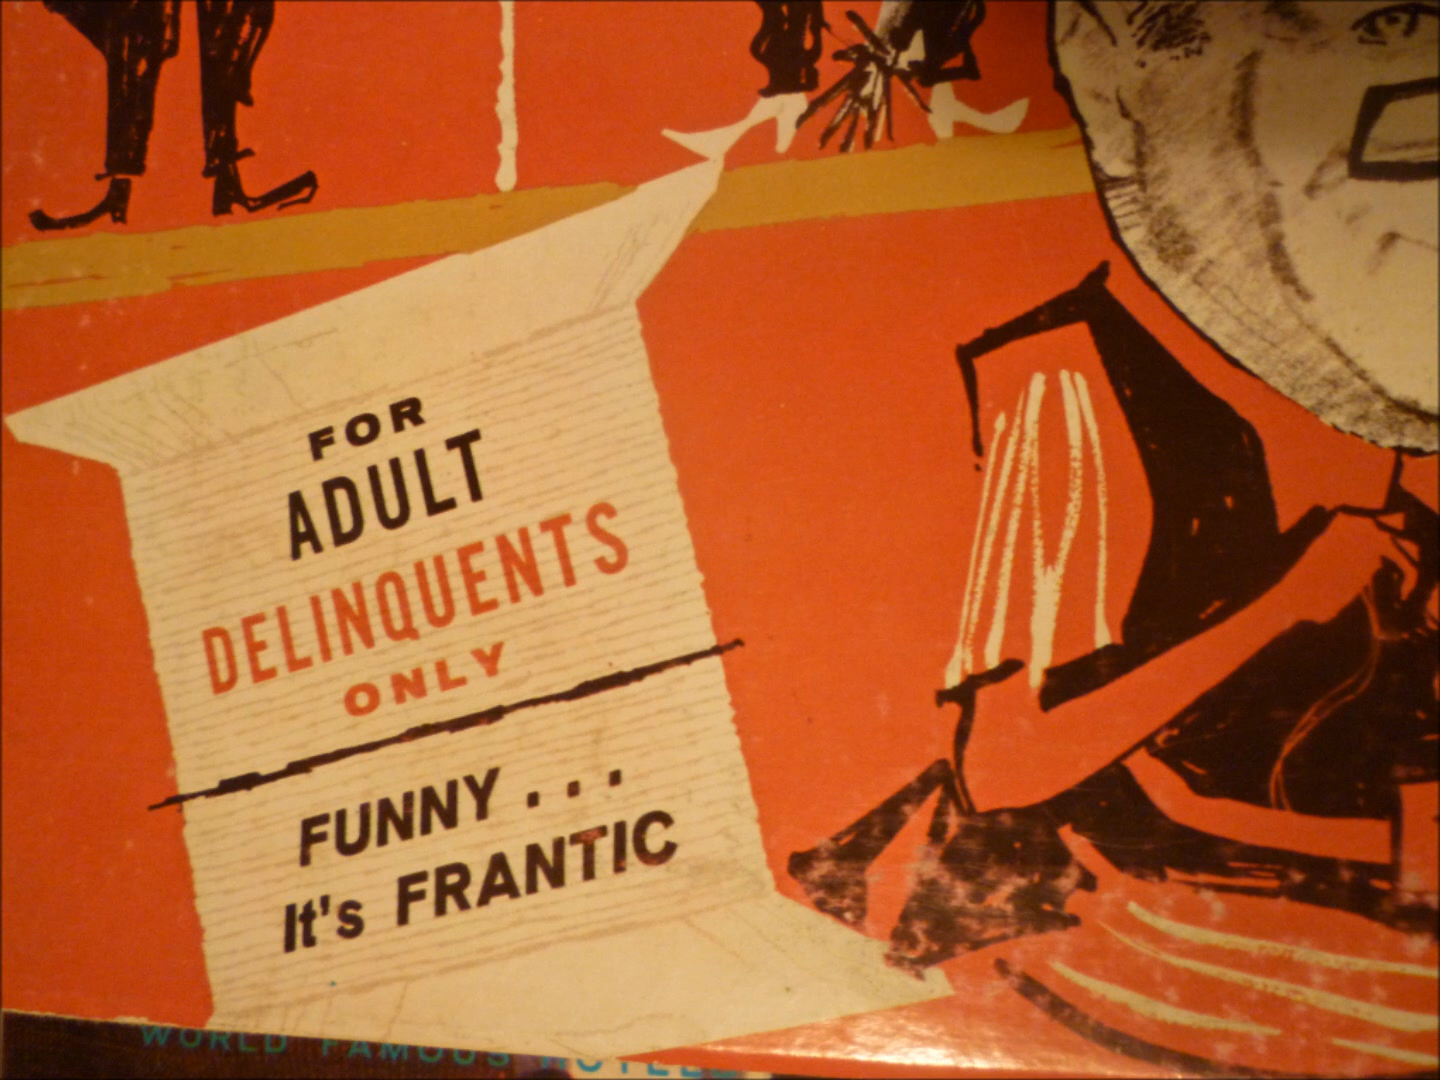 FOR
ADULT
DELINQUENTS
ONLY
FUNNY . . .
It's FRANTIC
WORLD FAMOUS